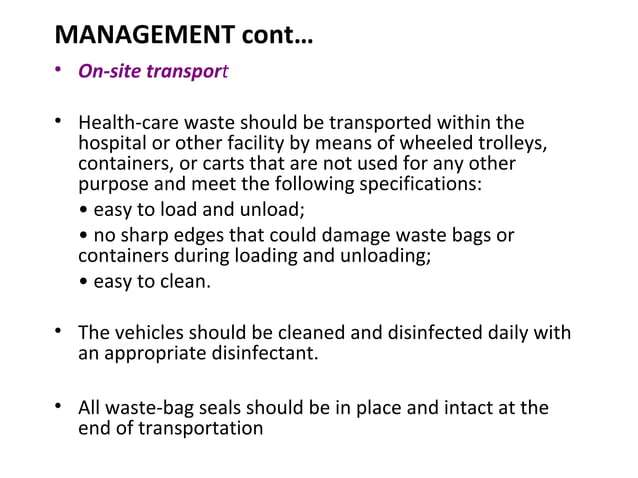 MANAGEMENT cont…
• On-site transport
• Health-care waste should be transported within the
hospital or other facility by means of wheeled trolleys,
containers, or carts that are not used for any other
purpose and meet the following specifications:
• easy to load and unload;
• no sharp edges that could damage waste bags or
containers during loading and unloading;
• easy to clean.
• The vehicles should be cleaned and disinfected daily with
an appropriate disinfectant.
• All waste-bag seals should be in place and intact at the
end of transportation